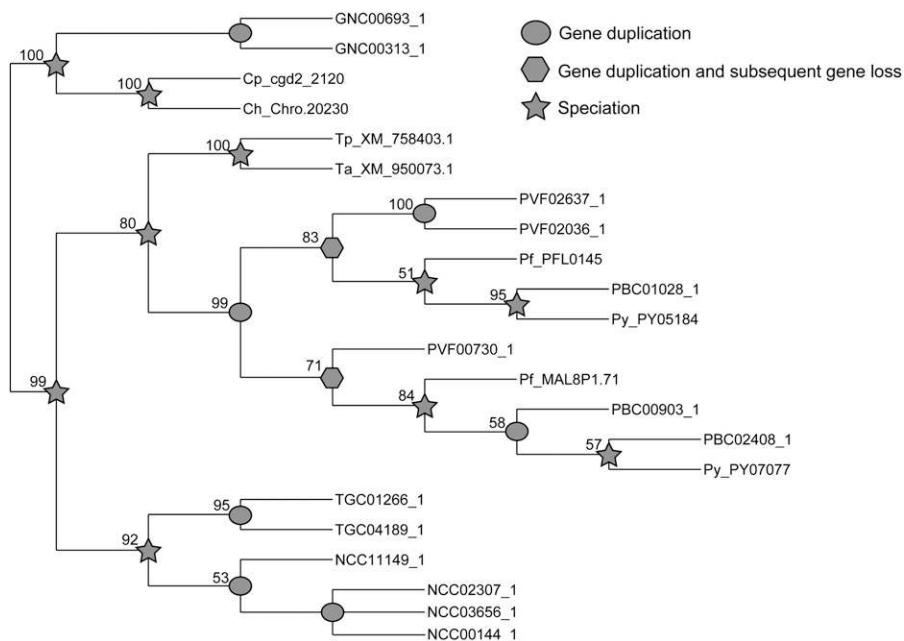 GNC00693_1
GNC00313_1
100
100
Cp_cgd2_2120
Ch_Chro.20230
Gene duplication
Gene duplication and subsequent gene loss
Speciation
Tp_XM_758403.1
100
Ta_XM_950073.1
80
PVF02637_1
100
PVF02036_1
83
Pf_PFL0145
51
PBC01028_1
95
Py_PY05184
99
PVF00730_1
71
Pf_MAL8P1.71
84
PBC00903_1
58
PBC02408_1
57
Py_PY07077
99
TGC01266_1
95
TGC04189_1
92
NCC11149_1
53
NCC02307_1
NCC03656_1
NCC00144_1